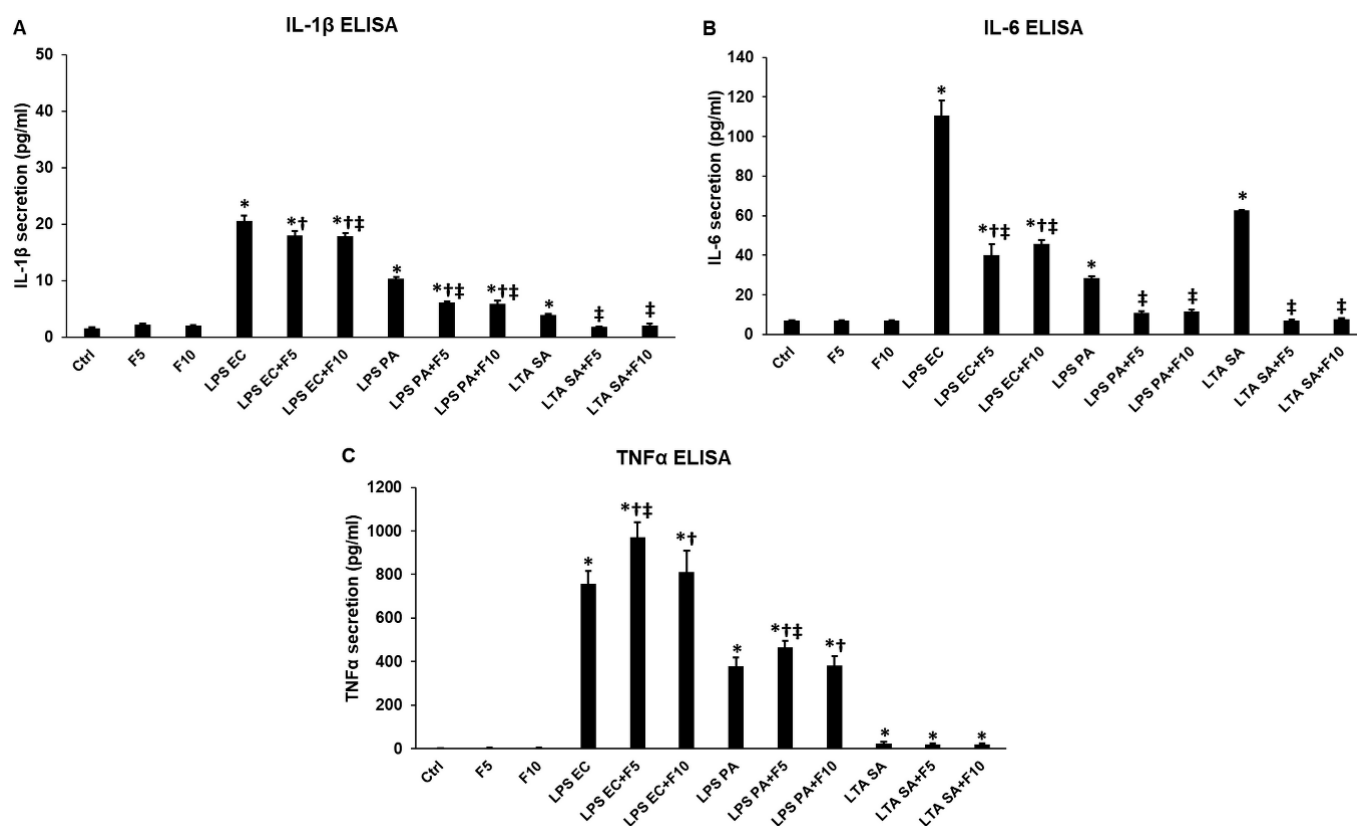 A
IL-1β ELISA
IL-1β secretion (pg/ml)
50
40
30
20
10
0
*
*†
*†‡
*
*†‡
*†‡
*
‡
‡
Ctrl
F5
F10
LPS EC
LPS EC+F5
LPS EC+F10
LPS PA
LPS PA+F5
LPS PA+F10
LTA SA
LTA SA+F5
LTA SA+F10
B
IL-6 ELISA
IL-6 secretion (pg/ml)
140
120
100
80
60
40
20
0
*
*†‡
*†‡
*
‡
‡
*
‡
‡
Ctrl
F5
F10
LPS EC
LPS EC+F5
LPS EC+F10
LPS PA
LPS PA+F5
LPS PA+F10
LTA SA
LTA SA+F5
LTA SA+F10
C
TNFα ELISA
TNFα secretion (pg/ml)
1200
1000
800
600
400
200
0
*
*†‡
*†
*
*†‡
*†
*
*
*
Ctrl
F5
F10
LPS EC
LPS EC+F5
LPS EC+F10
LPS PA
LPS PA+F5
LPS PA+F10
LTA SA
LTA SA+F5
LTA SA+F10